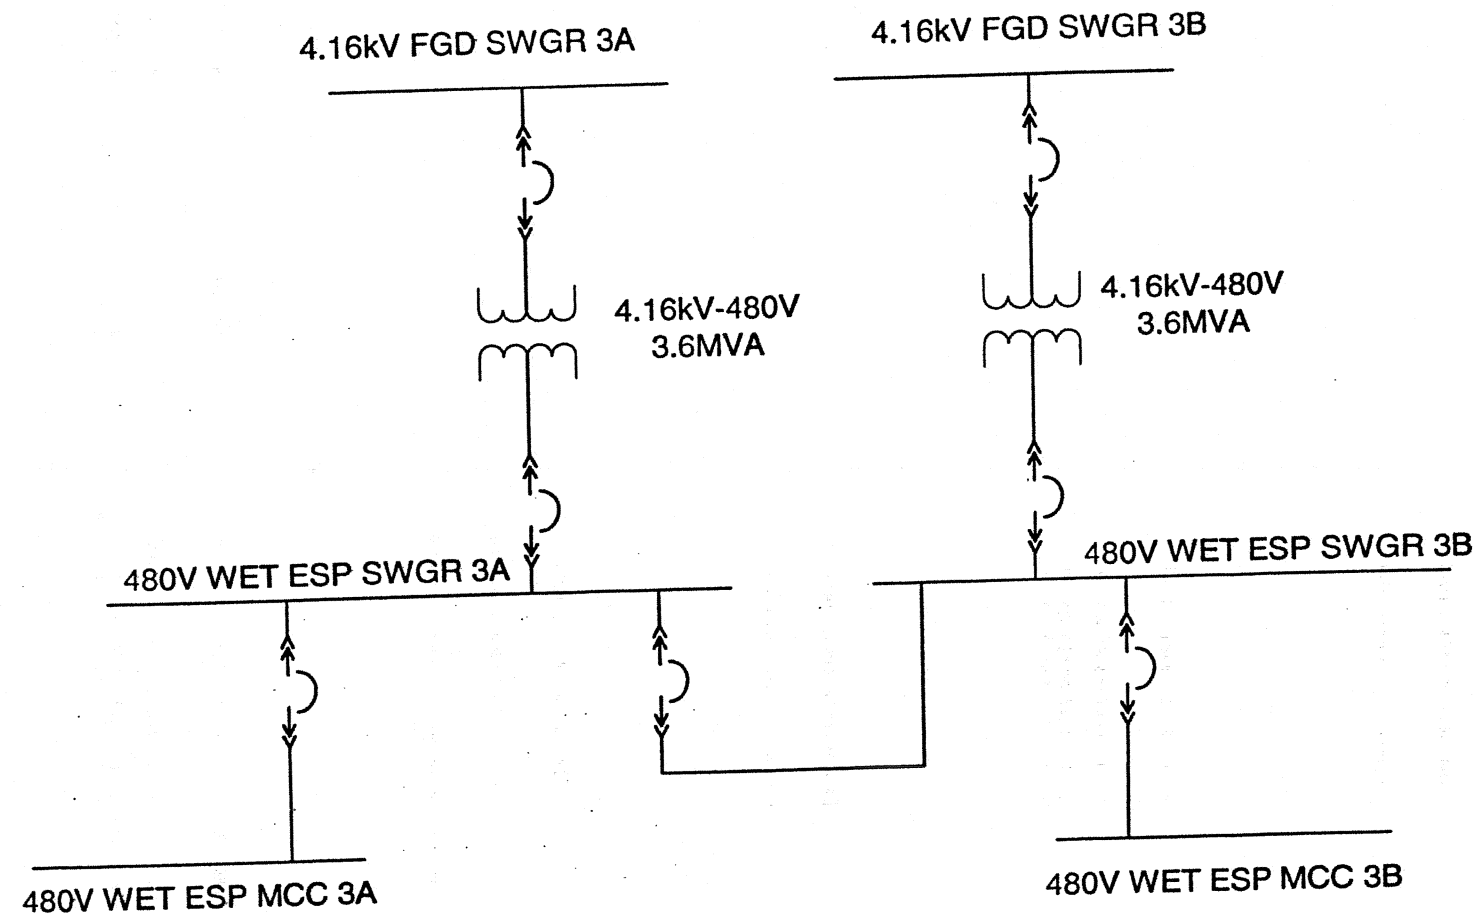 4.16kV FGD SWGR 3A
4.16kV FGD SWGR 3B
4.16kV-480V
3.6MVA
4.16kV-480V
3.6MVA
480V WET ESP SWGR 3A
480V WET ESP SWGR 3B
480V WET ESP MCC 3A
480V WET ESP MCC 3B